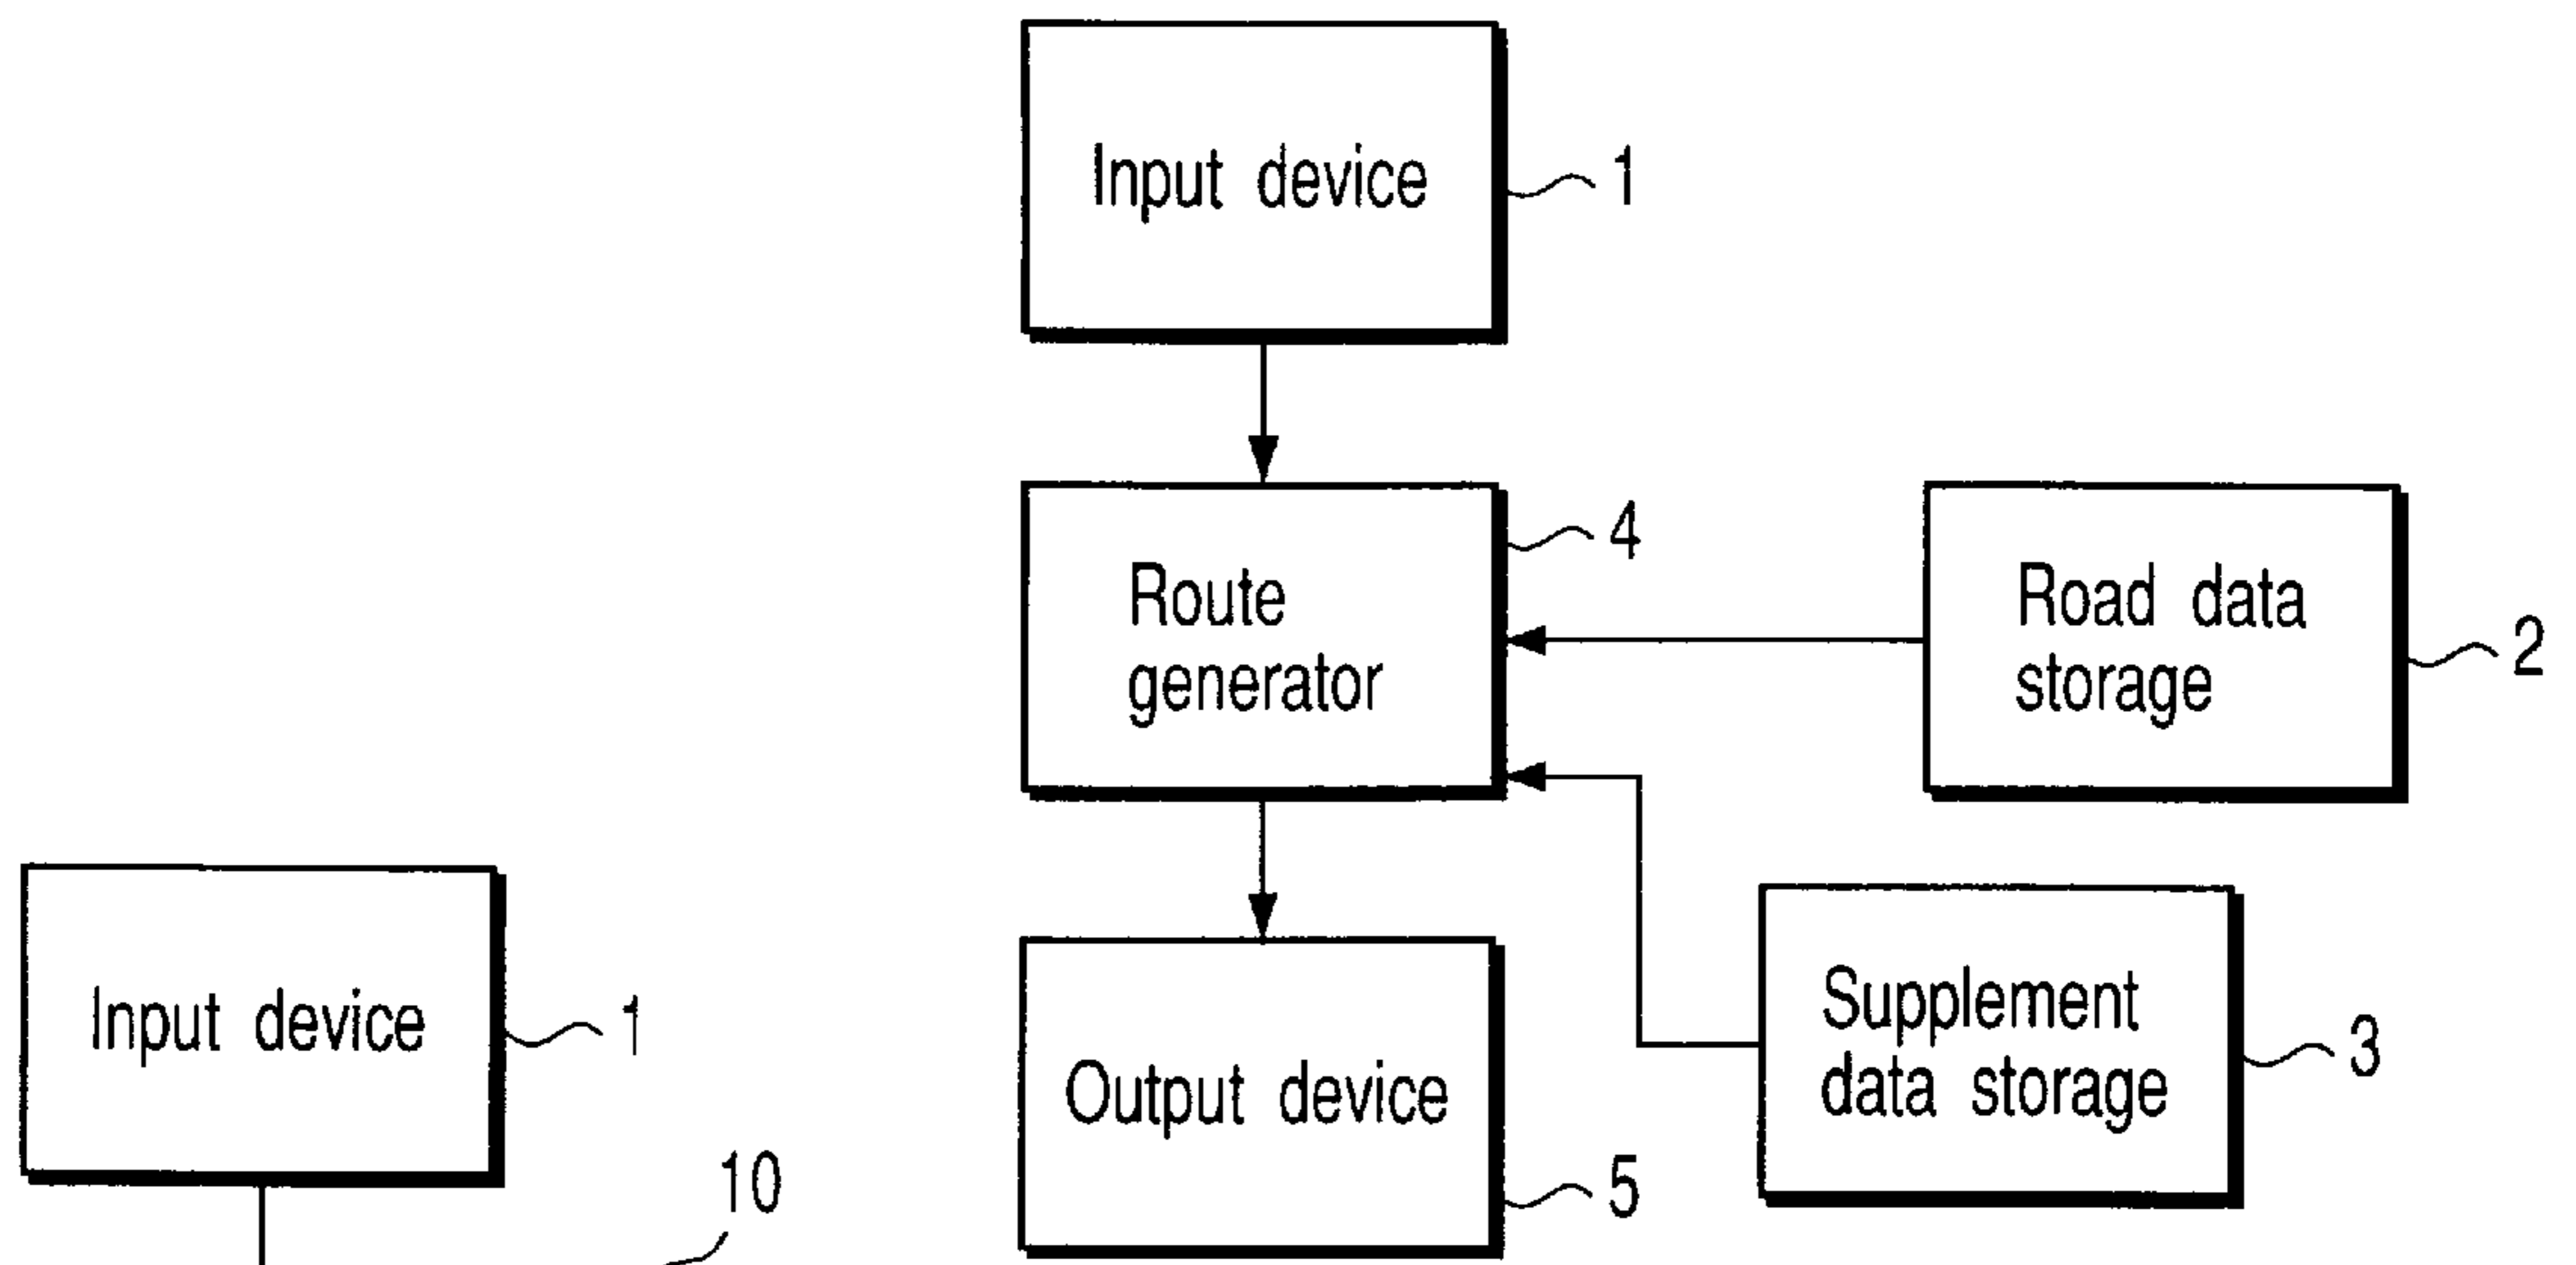 Input device
1
Route
generator
4
Road data
storage
2
Input device
1
Output device
5
Supplement
data storage
3
10